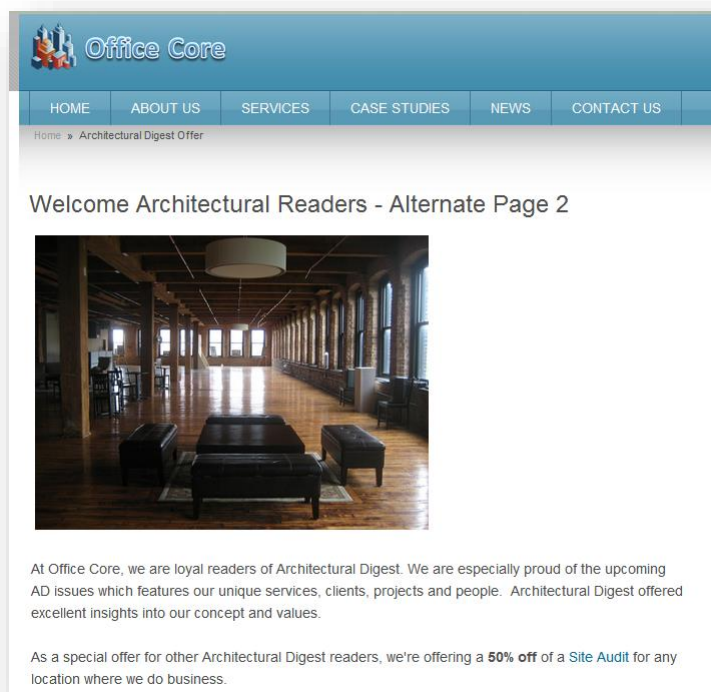 Office Core
HOME ABOUT US SERVICES CASE STUDIES NEWS CONTACT US
Home » Architectural Digest Offer
Welcome Architectural Readers - Alternate Page 2
At Office Core, we are loyal readers of Architectural Digest. We are especially proud of the upcoming
AD issues which features our unique services, clients, projects and people.  Architectural Digest offered
excellent insights into our concept and values.
As a special offer for other Architectural Digest readers, we're offering a 50% off of a Site Audit for any
location where we do business.